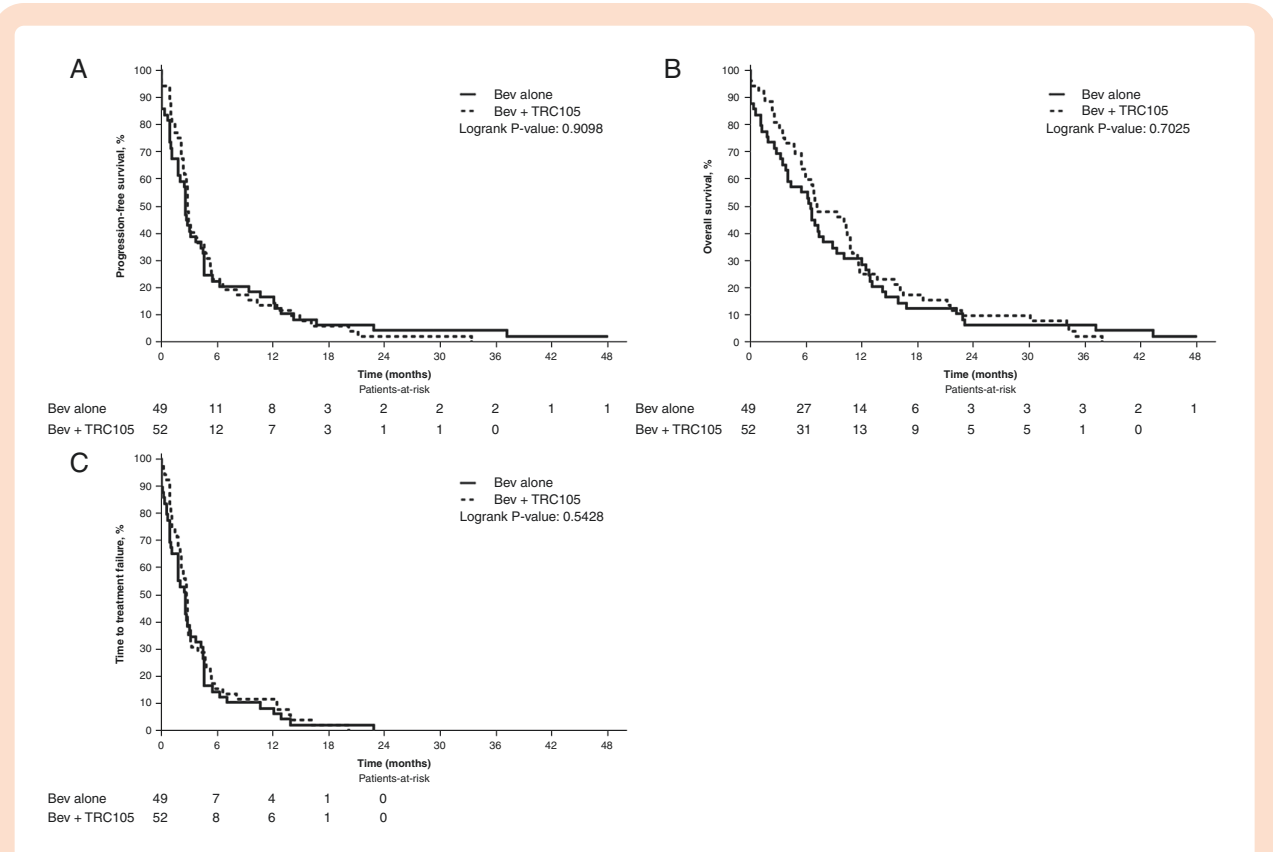 A
Progression-free survival, %
100
90
80
70
60
50
40
30
20
10
0
Bev alone
Bev + TRC105
Logrank P-value: 0.9098
0 6 12 18 24 30 36 42 48
Time (months)
Patients-at-risk
Bev alone 49 11 8 3 2 2 2 1 1
Bev + TRC105 52 12 7 3 1 1 0
B
Overall survival, %
100
90
80
70
60
50
40
30
20
10
0
Bev alone
Bev + TRC105
Logrank P-value: 0.7025
0 6 12 18 24 30 36 42 48
Time (months)
Patients-at-risk
Bev alone 49 27 14 6 3 3 3 2 1
Bev + TRC105 52 31 13 9 5 5 1 0
C
Time to treatment failure, %
100
90
80
70
60
50
40
30
20
10
0
Bev alone
Bev + TRC105
Logrank P-value: 0.5428
0 6 12 18 24 30 36 42 48
Time (months)
Patients-at-risk
Bev alone 49 7 4 1 0
Bev + TRC105 52 8 6 1 0